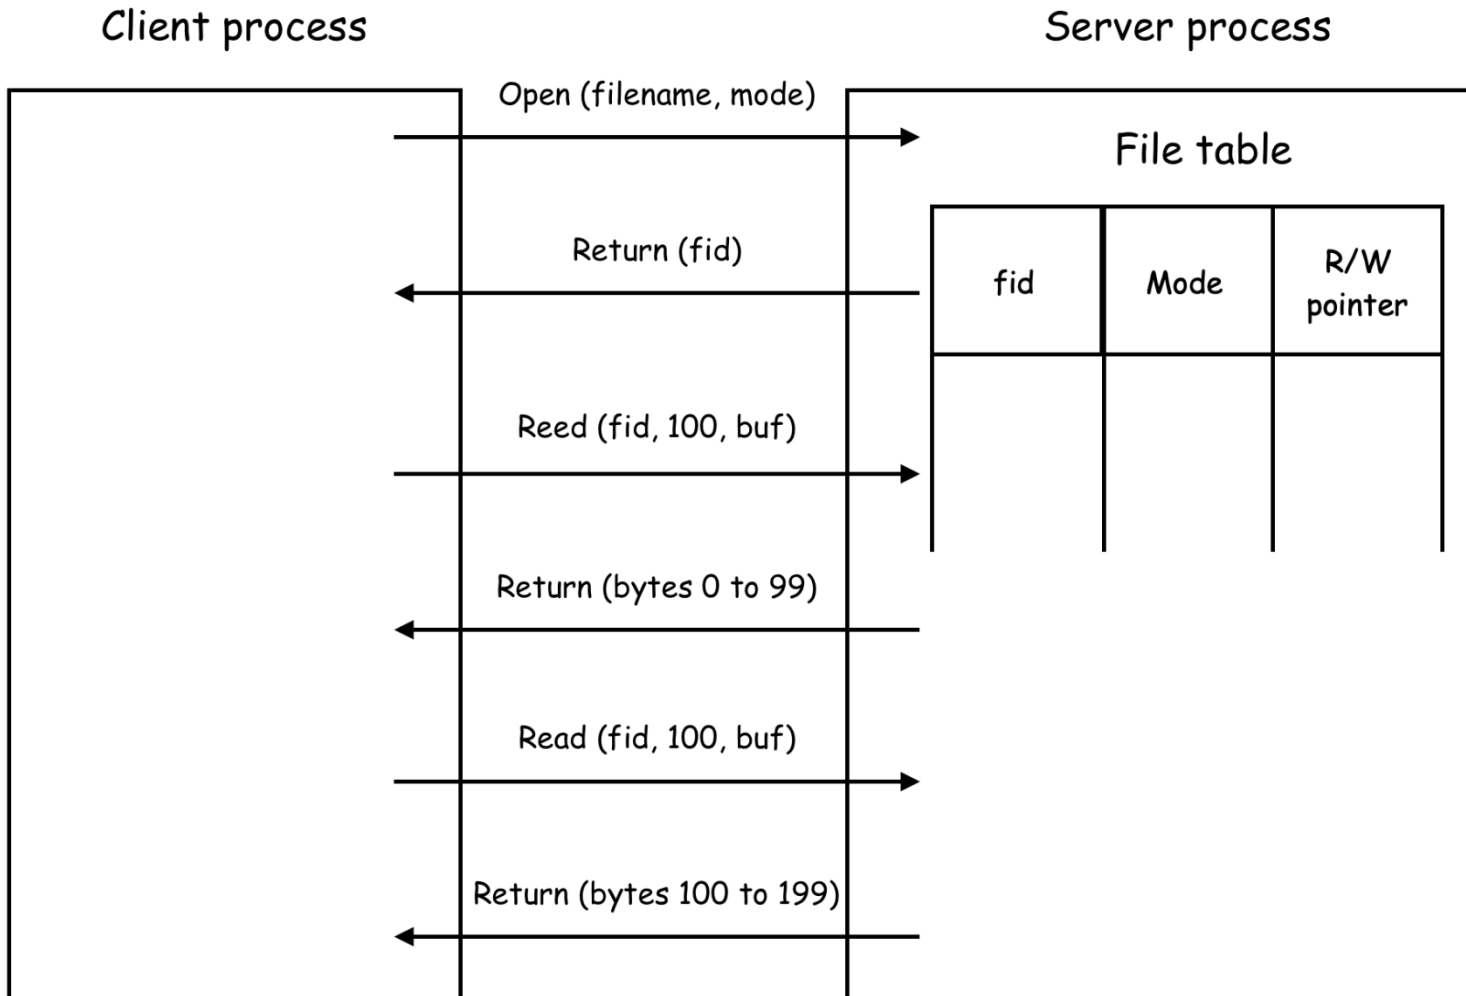 Client process
Server process
Open (filename, mode)
File table
Return (fid)
fid
Mode
R/W
pointer
Reed (fid, 100, buf)
Return (bytes 0 to 99)
Read (fid, 100, buf)
Return (bytes 100 to 199)